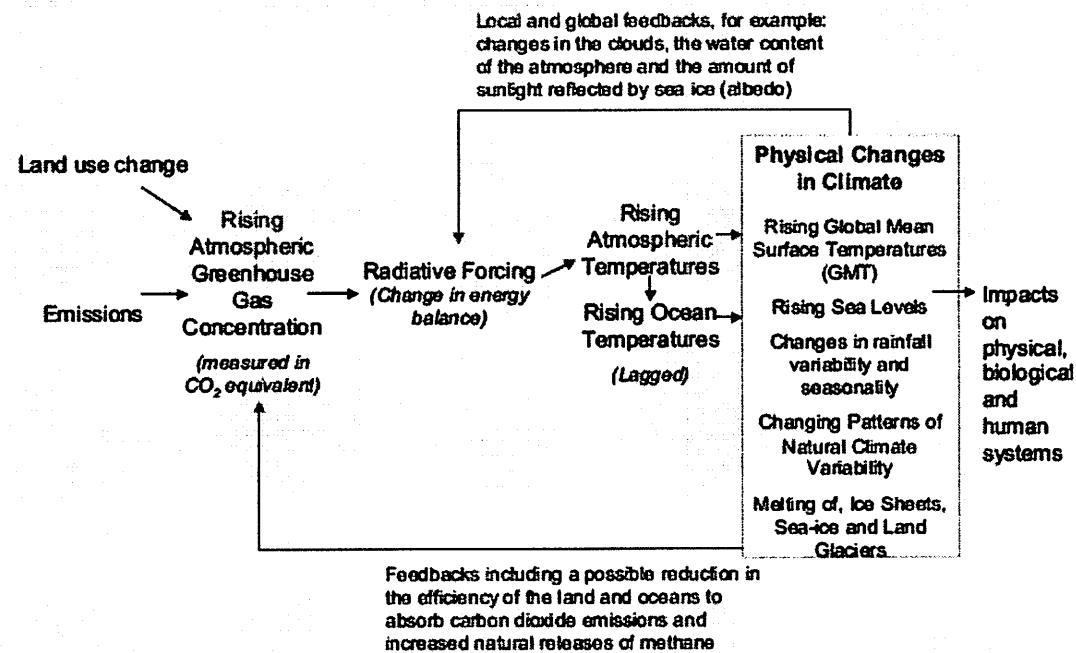 Local and global feedbacks, for example:
changes in the clouds, the water content
of the atmosphere and the amount of
sunlight reflected by sea ice (albedo)
Land use change
Emissions
Rising
Atmospheric
Greenhouse
Gas
Concentration
(measured in
CO₂ equivalent)
Radiative Forcing
(Change in energy
balance)
Rising
Atmospheric
Temperatures
Rising Ocean
Temperatures
(Lagged)
Physical Changes
in Climate
Rising Global Mean
Surface Temperatures
(GMT)
Rising Sea Levels
Changes in rainfall
variability and
seasonality
Changing Patterns of
Natural Climate
Variability
Melting of, Ice Sheets,
Sea-ice and Land
Glaciers
Impacts
on
physical,
biological
and
human
systems
Feedbacks including a possible reduction in
the efficiency of the land and oceans to
absorb carbon dioxide emissions and
increased natural releases of methane